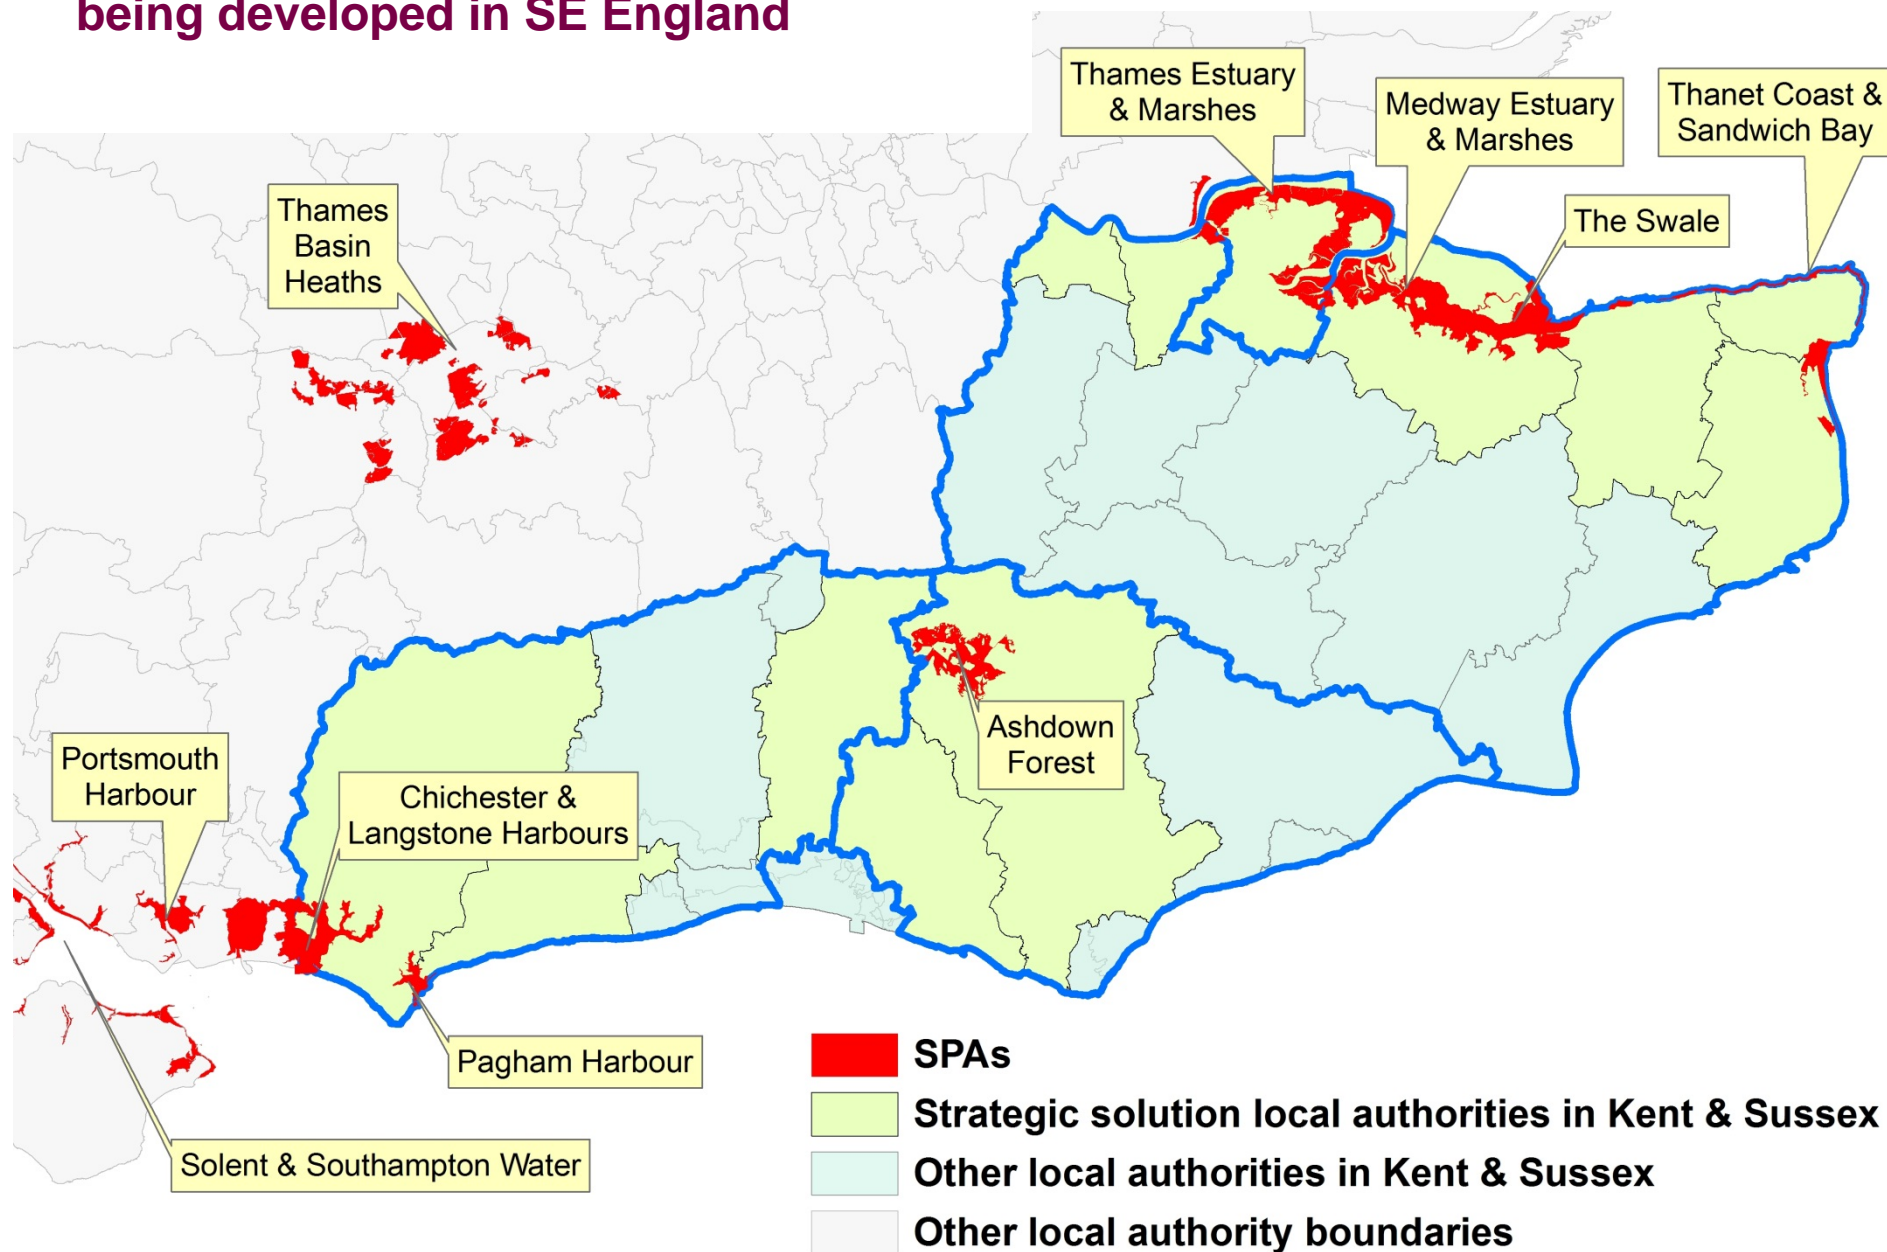 being developed in SE England
Thames Estuary
& Marshes
Medway Estuary
& Marshes
Thanet Coast &
Sandwich Bay
Thames
Basin
Heaths
The Swale
Ashdown
Forest
Portsmouth
Harbour
Chichester &
Langstone Harbours
Pagham Harbour
Solent & Southampton Water
SPAs
Strategic solution local authorities in Kent & Sussex
Other local authorities in Kent & Sussex
Other local authority boundaries